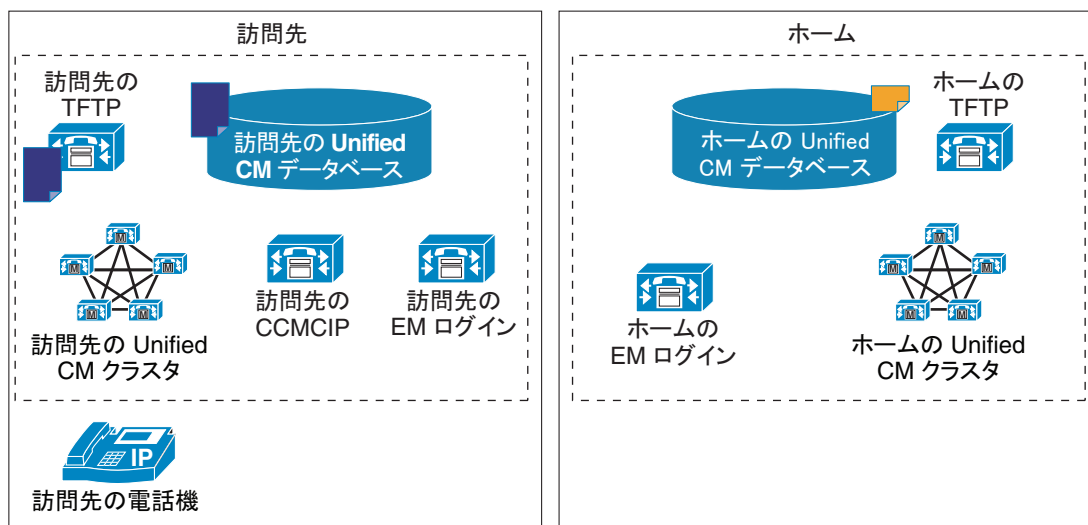 訪問先
訪問先の
TFTP
訪問先の Unified
CM データベース
M
M
M
M
M
訪問先の Unified
CM クラスタ
訪問先の
CCMCIP
訪問先の
EM ログイン
IP
訪問先の電話機
ホーム
ホームの Unified
CM データベース
ホームの
TFTP
ホームの
EM ログイン
M
M
M
M
M
ホームの Unified
CM クラスタ